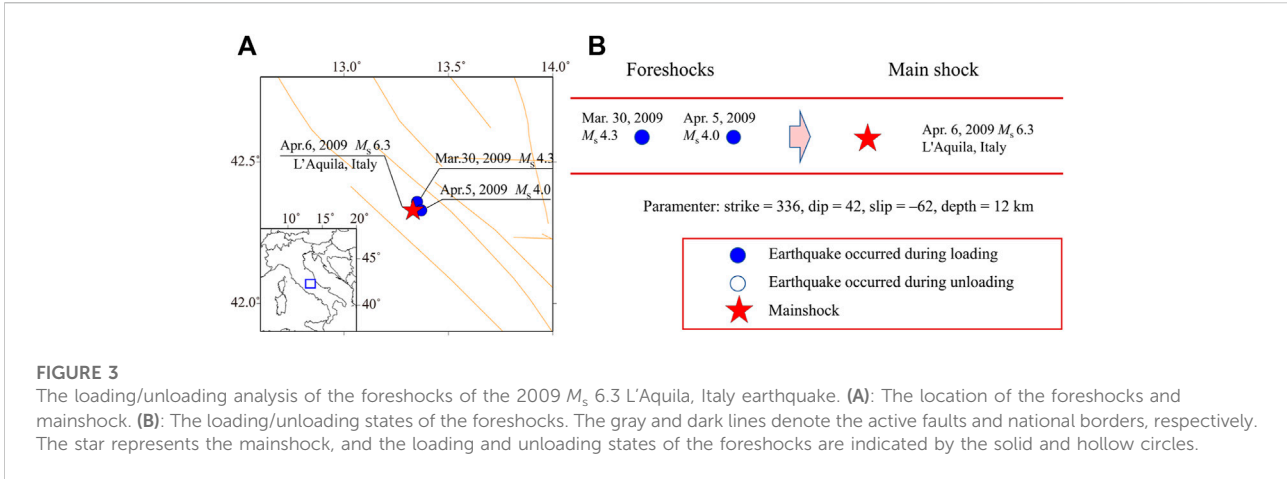 A
13.0° 13.5° 14.0°
42.5°
42.0°
Apr.6, 2009 Ms 6.3
L'Aquila, Italy
Mar.30, 2009 Ms 4.3
Apr.5, 2009 Ms 4.0
10° 15° 20°
45°
40°
B
Foreshocks Main shock
Mar. 30, 2009
Ms 4.3
Apr. 5, 2009
Ms 4.0
Apr. 6, 2009 Ms 6.3
L'Aquila, Italy
Paramenter: strike = 336, dip = 42, slip = –62, depth = 12 km
Earthquake occurred during loading
Earthquake occurred during unloading
Mainshock
FIGURE 3
The loading/unloading analysis of the foreshocks of the 2009 Ms 6.3 L'Aquila, Italy earthquake. (A): The location of the foreshocks and
mainshock. (B): The loading/unloading states of the foreshocks. The gray and dark lines denote the active faults and national borders, respectively.
The star represents the mainshock, and the loading and unloading states of the foreshocks are indicated by the solid and hollow circles.